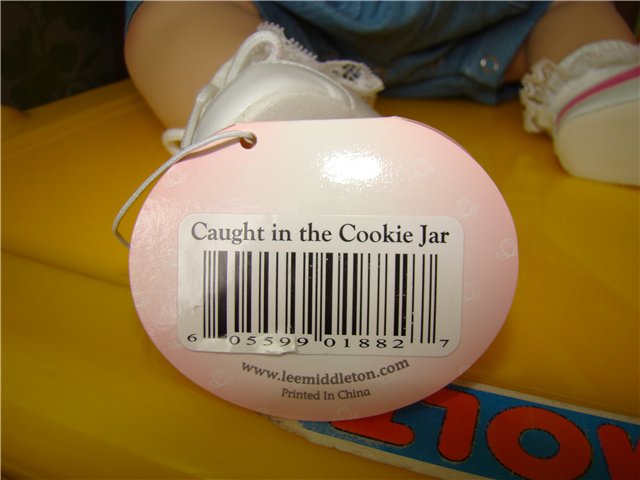 Caught in the Cookie Jar
6 05599 01882 7
www.leemiddleton.com
Printed In China